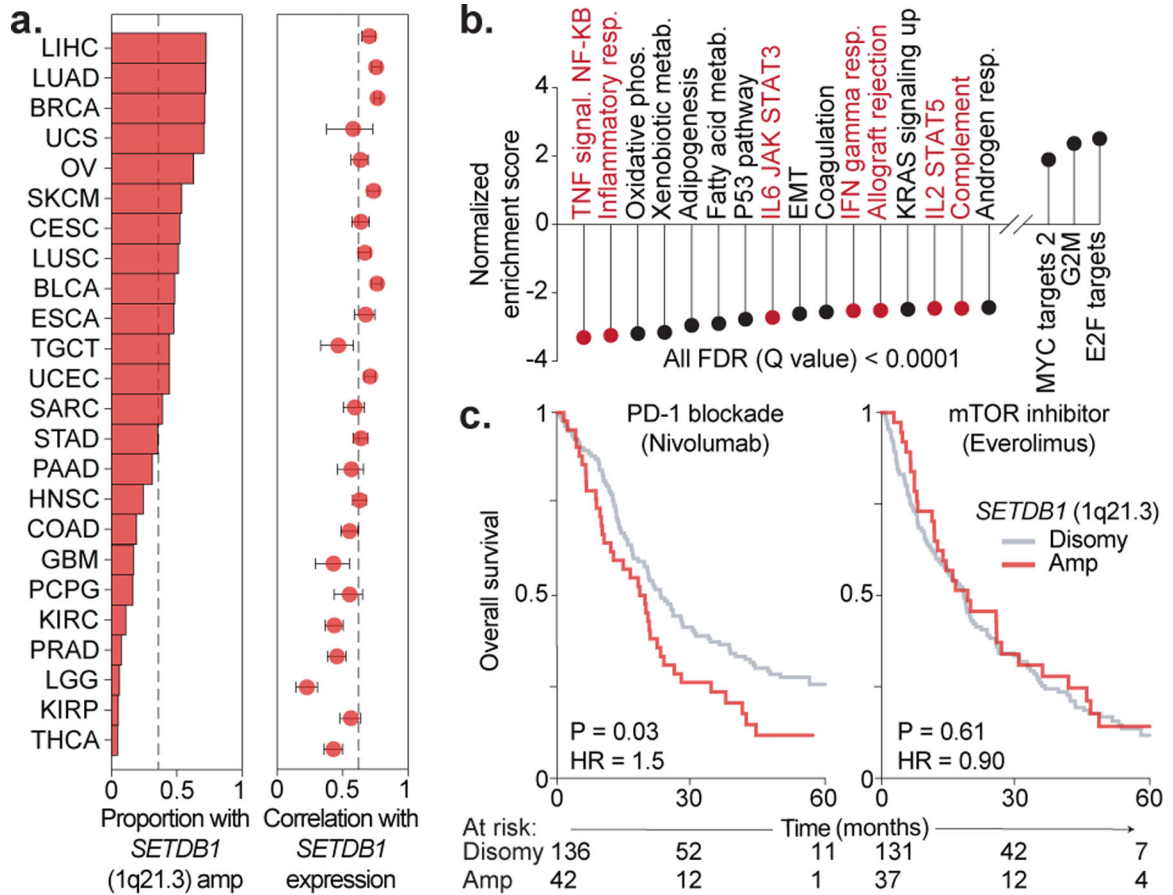 a.
LIHC
LUAD
BRCA
UCS
OV
SKCM
CESC
LUSC
BLCA
ESCA
TGCT
UCEC
SARC
STAD
PAAD
HNSC
COAD
GBM
PCPG
KIRC
PRAD
LGG
KIRP
THCA
0 0.5 1
Proportion with
SETDB1
(1q21.3) amp
0 0.5 1
Correlation with
SETDB1
expression
b.
Normalized
enrichment score
4
2
0
-2
-4
TNF signal. NF-KB
Inflammatory resp.
Oxidative phos.
Xenobiotic metab.
Adipogenesis
Fatty acid metab.
P53 pathway
IL6 JAK STAT3
EMT
Coagulation
IFN gamma resp.
Allograft rejection
KRAS signaling up
IL2 STAT5
Complement
Androgen resp.
MYC targets 2
G2M
E2F targets
All FDR (Q value) < 0.0001
c.
Overall survival
1
0.5
0
PD-1 blockade
(Nivolumab)
P = 0.03
HR = 1.5
0 30 60
1
0.5
0
mTOR inhibitor
(Everolimus)
SETDB1 (1q21.3)
Disomy
Amp
P = 0.61
HR = 0.90
0 30 60
At risk: Time (months)
Disomy 136 52 11 131 42 7
Amp 42 12 1 37 12 4